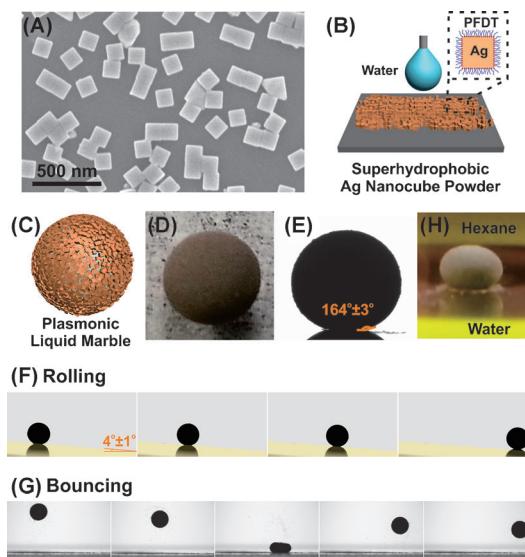 (A)
500 nm
(B)
PFDT
Ag
Water
Superhydrophobic
Ag Nanocube Powder
(C)
Plasmonic
Liquid Marble
(D)
(E)
164°±3°
(H)
Hexane
Water
(F) Rolling
4°±1°
(G) Bouncing